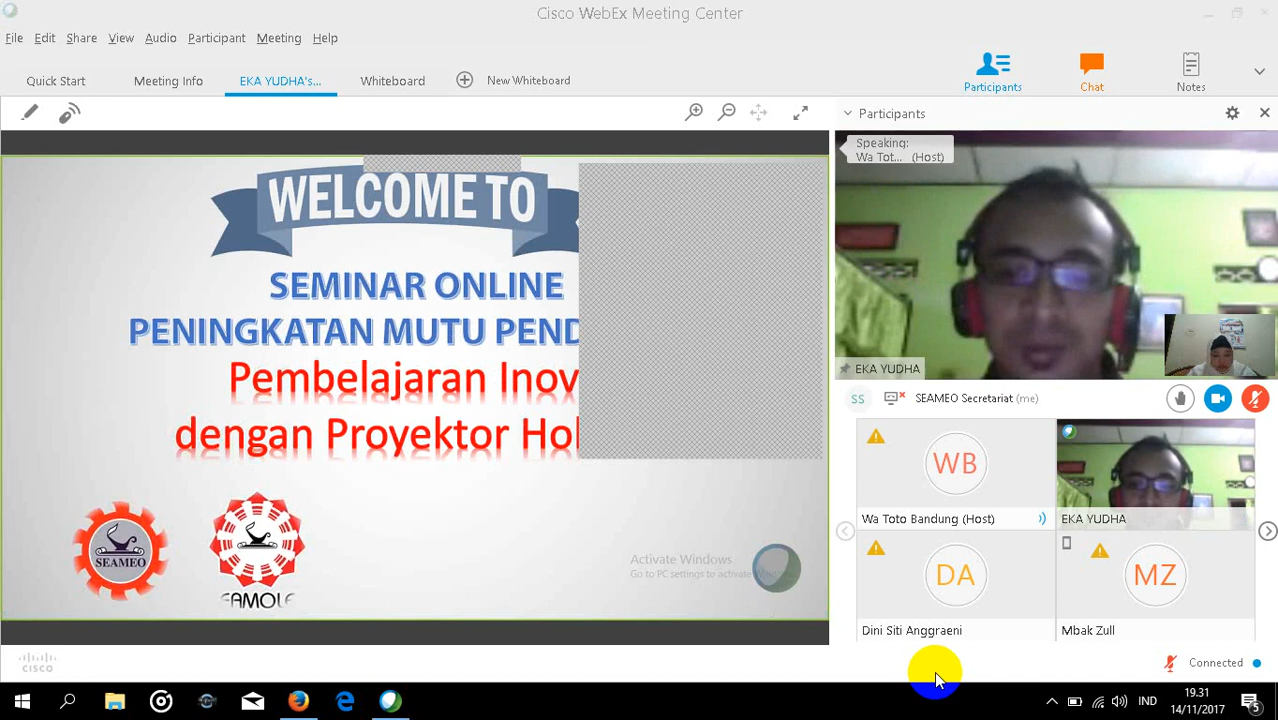 Cisco WebEx Meeting Center
File Edit Share View Audio Participant Meeting Help
Quick Start Meeting Info EKA YUDHA's... Whiteboard New Whiteboard
Participants Chat Notes
Participants
Speaking:
Wa Tot... (Host)
WELCOME TO
SEMINAR ONLINE
PENINGKATAN MUTU PEND
Pembelajaran Inov
dengan Proyektor Hol
SEAMEO
EAMOLE
Activate Windows
Go to PC settings to activate Windows.
EKA YUDHA
SS SEAMEO Secretariat (me)
WB
Wa Toto Bandung (Host)
EKA YUDHA
DA
Dini Siti Anggraeni
MZ
Mbak Zull
cisco
Connected
IND
19.31
14/11/2017
5